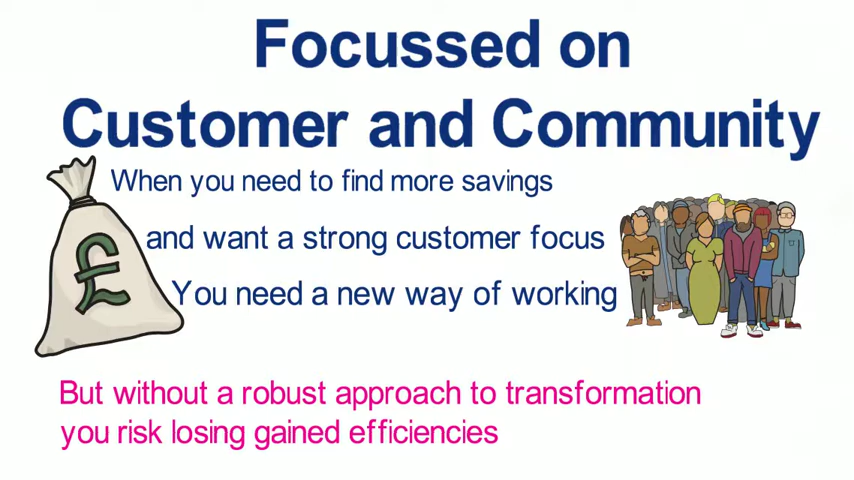 Focussed on
Customer and Community
When you need to find more savings
and want a strong customer focus
£
You need a new way of working
But without a robust approach to transformation
you risk losing gained efficiencies